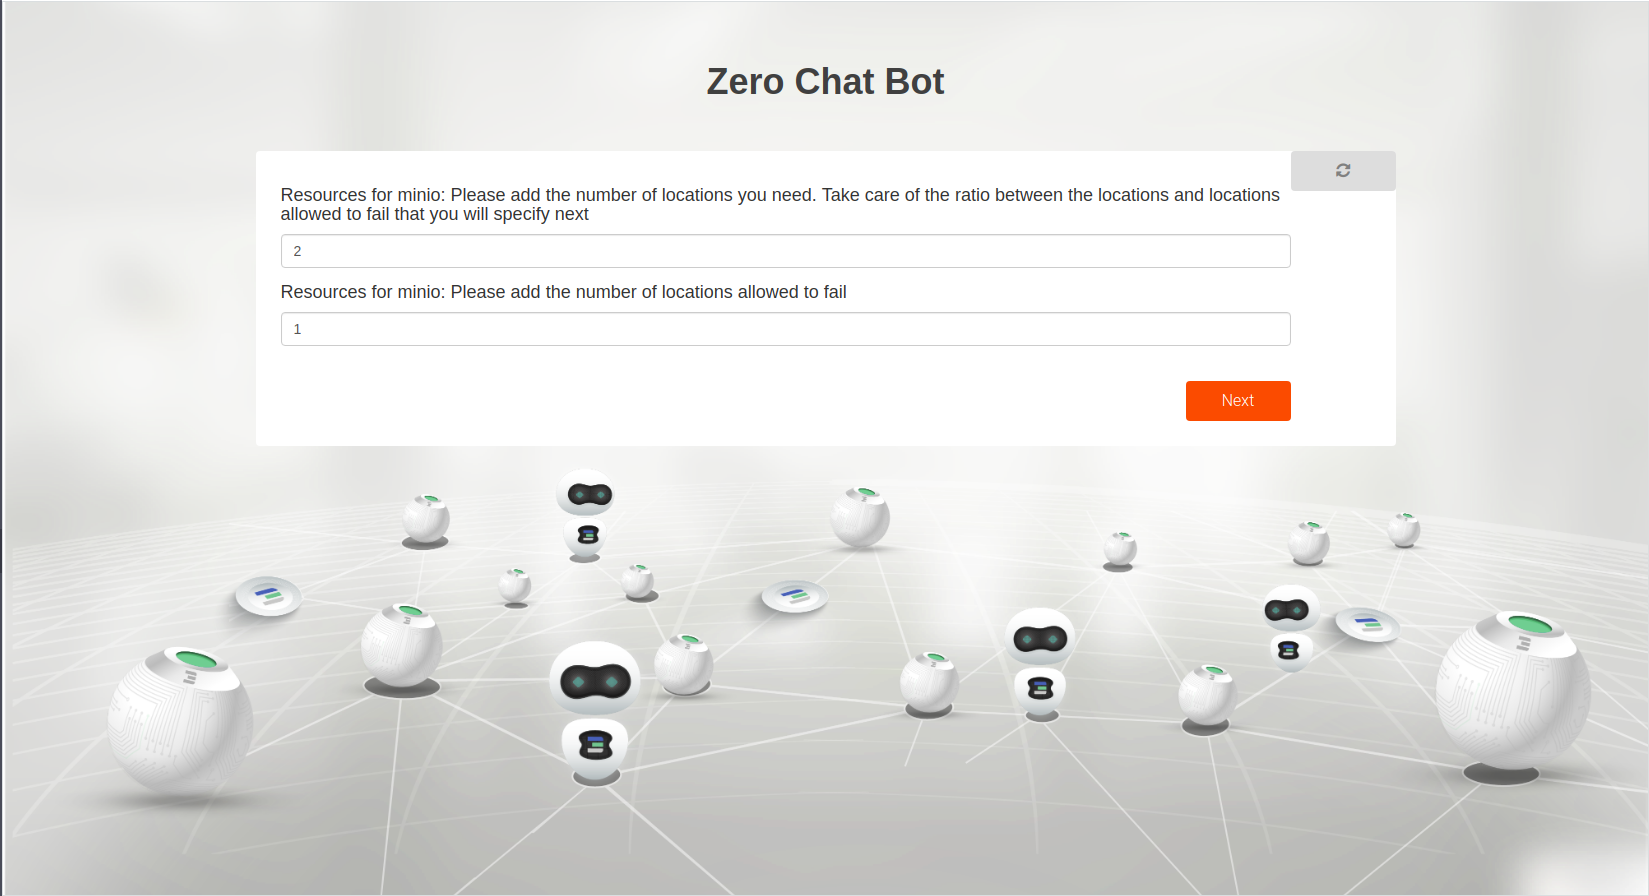 Zero Chat Bot
Resources for minio: Please add the number of locations you need. Take care of the ratio between the locations and locations
allowed to fail that you will specify next
2
Resources for minio: Please add the number of locations allowed to fail
1
Next